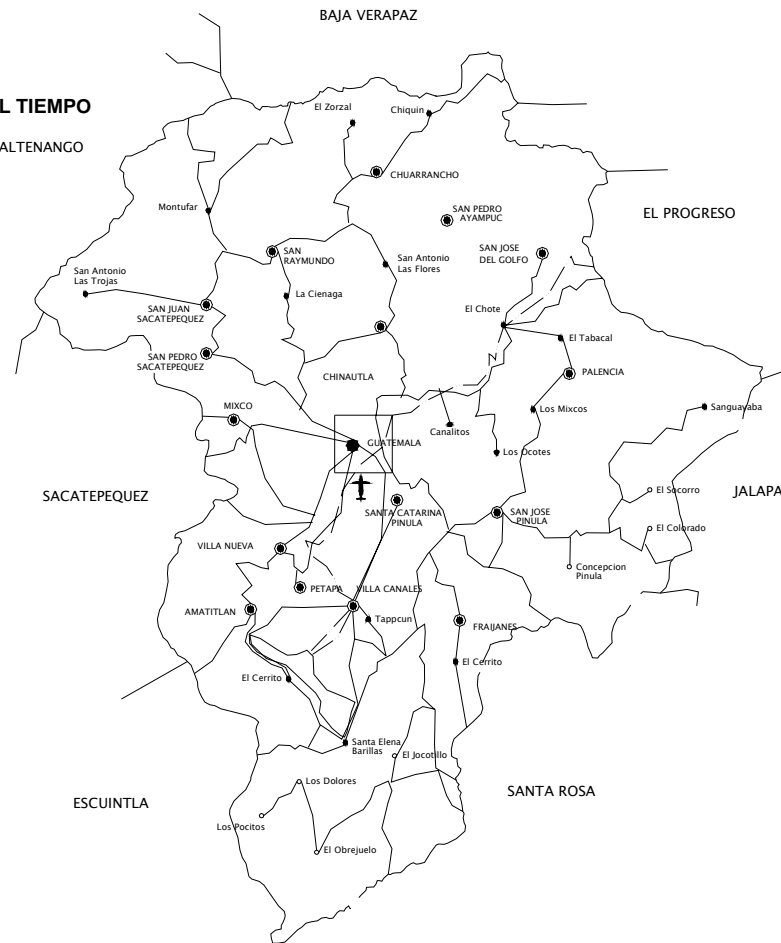 BAJA VERAPAZ
L TIEMPO
ALTENANGO
El Zorzal
Chiquin
CHUARRANCHO
Montufar
SAN PEDRO
AYAMPUC
EL PROGRESO
SAN
RAYMUNDO
San Antonio
Las Flores
SAN JOSE
DEL GOLFO
San Antonio
Las Trojas
La Cienaga
SAN JUAN
SACATEPEQUEZ
El Chote
El Tabacal
SAN PEDRO
SACATEPEQUEZ
N
CHINAUTLA
PALENCIA
MIXCO
Los Mixcos
Sanguayaba
Canalitos
GUATEMALA
Los Ocotes
SACATEPEQUEZ
El Socorro
JALAPA
SANTA CATARINA
PINULA
SAN JOSE
PINULA
El Colorado
VILLA NUEVA
Concepcion
Pinula
PETAPA
VILLA CANALES
AMATITLAN
Tappcun
FRAIJANES
El Cerrito
El Cerrito
Santa Elena
Barillas
El Jocotillo
Los Dolores
SANTA ROSA
ESCUINTLA
Los Pocitos
El Obrejuelo